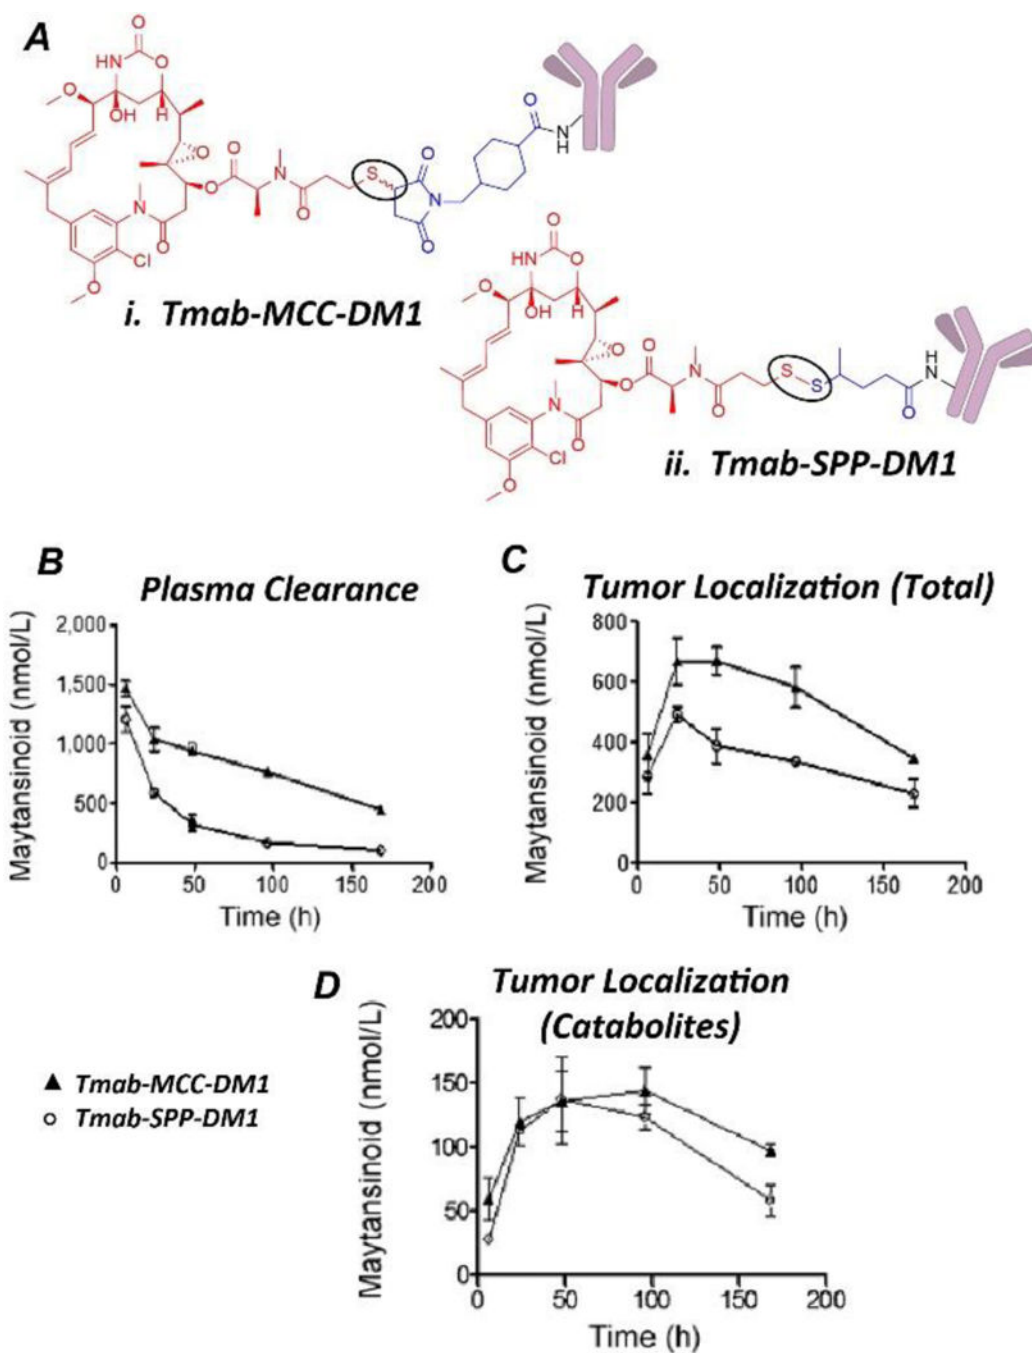 A
i. Tmab-MCC-DM1
ii. Tmab-SPP-DM1
O
HN
O
O
OH
H
O
O
O
N
O
N
O
Cl
O
S
O
N
O
O
N
H
O
HN
O
O
OH
H
O
O
O
N
O
N
O
Cl
O
S
S
O
H
N
B
Plasma Clearance
Maytansinoid (nmol/L)
2,000
1,500
1,000
500
0
0 50 100 150 200
Time (h)
C
Tumor Localization (Total)
Maytansinoid (nmol/L)
800
600
400
200
0
0 50 100 150 200
Time (h)
D
Tumor Localization
(Catabolites)
Maytansinoid (nmol/L)
200
150
100
50
0
0 50 100 150 200
Time (h)
Tmab-MCC-DM1
Tmab-SPP-DM1